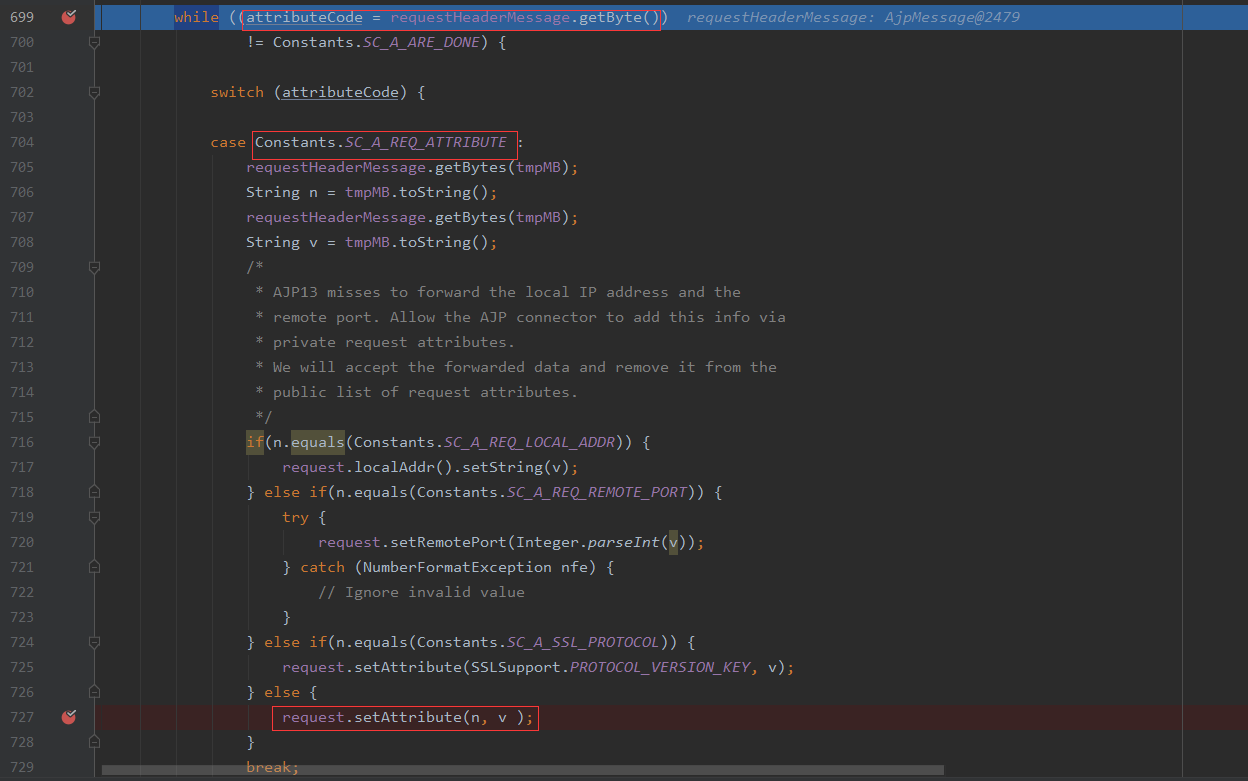 699 while ((attributeCode = requestHeaderMessage.getByte()) requestHeaderMessage: AjpMessage@2479
700 != Constants.SC_A_ARE_DONE) {
701
702 switch (attributeCode) {
703
704 case Constants.SC_A_REQ_ATTRIBUTE :
705 requestHeaderMessage.getBytes(tmpMB);
706 String n = tmpMB.toString();
707 requestHeaderMessage.getBytes(tmpMB);
708 String v = tmpMB.toString();
709 /*
710 * AJP13 misses to forward the local IP address and the
711 * remote port. Allow the AJP connector to add this info via
712 * private request attributes.
713 * We will accept the forwarded data and remove it from the
714 * public list of request attributes.
715 */
716 if(n.equals(Constants.SC_A_REQ_LOCAL_ADDR)) {
717 request.localAddr().setString(v);
718 } else if(n.equals(Constants.SC_A_REQ_REMOTE_PORT)) {
719 try {
720 request.setRemotePort(Integer.parseInt(v));
721 } catch (NumberFormatException nfe) {
722 // Ignore invalid value
723 }
724 } else if(n.equals(Constants.SC_A_SSL_PROTOCOL)) {
725 request.setAttribute(SSLSupport.PROTOCOL_VERSION_KEY, v);
726 } else {
727 request.setAttribute(n, v );
728 }
729 break;